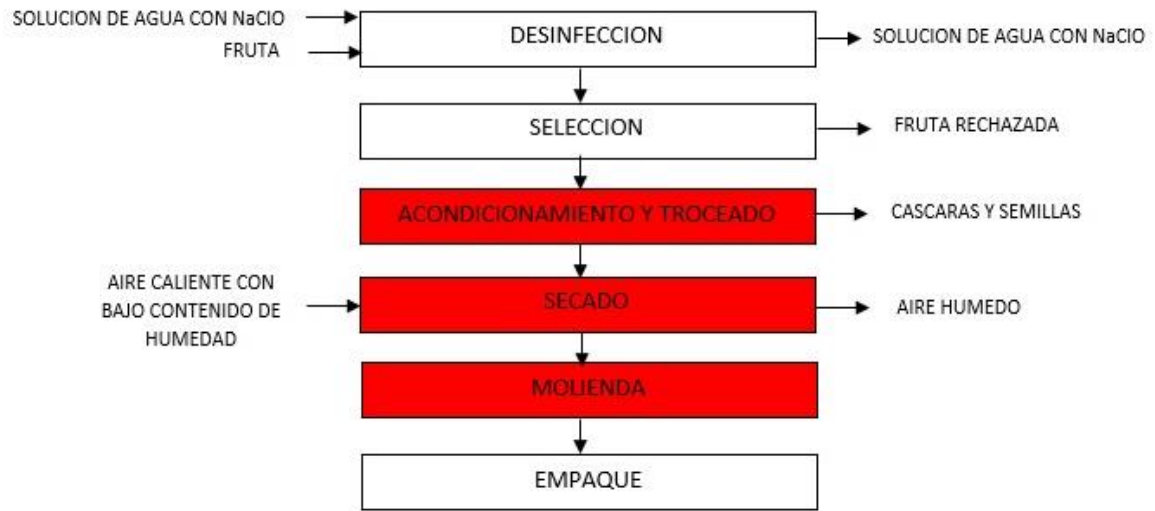 SOLUCION DE AGUA CON NaClO
FRUTA
DESINFECCION
SOLUCION DE AGUA CON NaClO
SELECCION
FRUTA RECHAZADA
ACONDICIONAMIENTO Y TROCEADO
CASCARAS Y SEMILLAS
AIRE CALIENTE CON
BAJO CONTENIDO DE
HUMEDAD
SECADO
AIRE HUMEDO
MOLIENDA
EMPAQUE